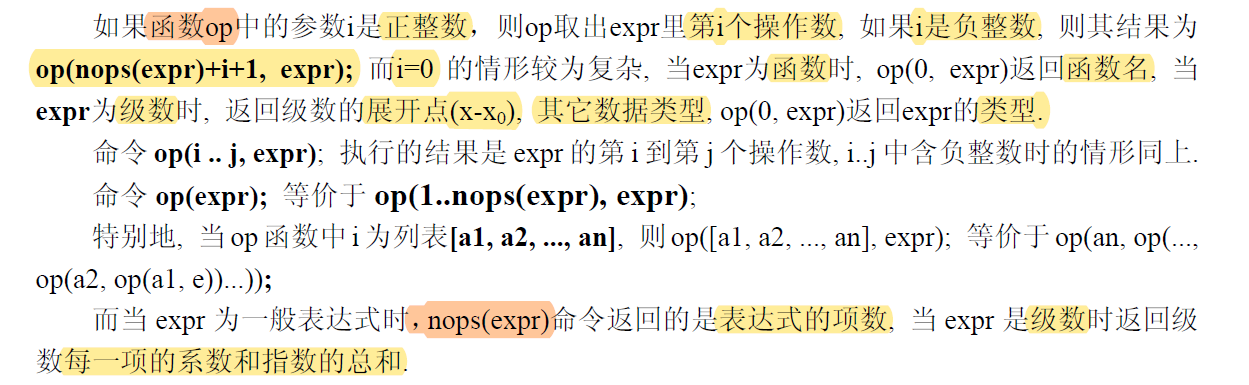 如果函数op中的参数i是正整数，则op取出expr里第i个操作数, 如果i是负整数, 则其结果为
op(nops(expr)+i+1, expr); 而i=0 的情形较为复杂, 当expr为函数时, op(0, expr)返回函数名, 当
expr为级数时, 返回级数的展开点(x-x₀), 其它数据类型, op(0, expr)返回expr的类型.
命令 op(i .. j, expr); 执行的结果是 expr 的第 i 到第 j 个操作数, i..j 中含负整数时的情形同上.
命令 op(expr); 等价于 op(1..nops(expr), expr);
特别地, 当 op 函数中 i 为列表[a1, a2, ..., an], 则 op([a1, a2, ..., an], expr); 等价于 op(an, op(...,
op(a2, op(a1, e))...));
而当 expr 为一般表达式时，nops(expr)命令返回的是表达式的项数, 当 expr 是级数时返回级
数每一项的系数和指数的总和.